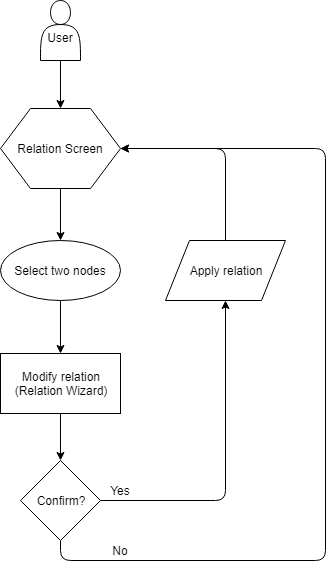 User
Relation Screen
Select two nodes
Apply relation
Modify relation
(Relation Wizard)
Confirm?
Yes
No